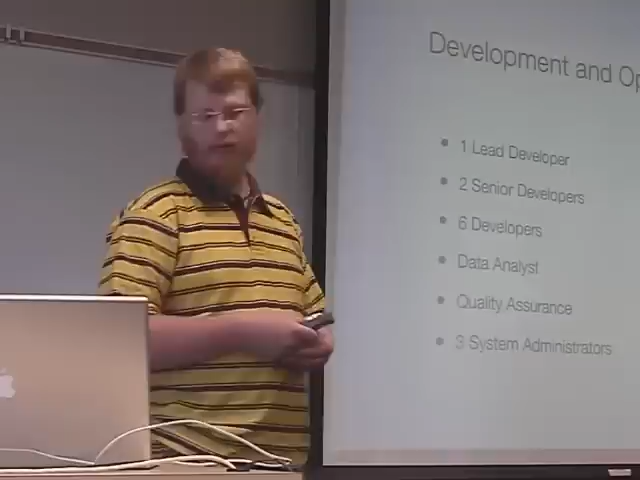 Development and Op
1 Lead Developer
2 Senior Developers
6 Developers
Data Analyst
Quality Assurance
3 System Administrators